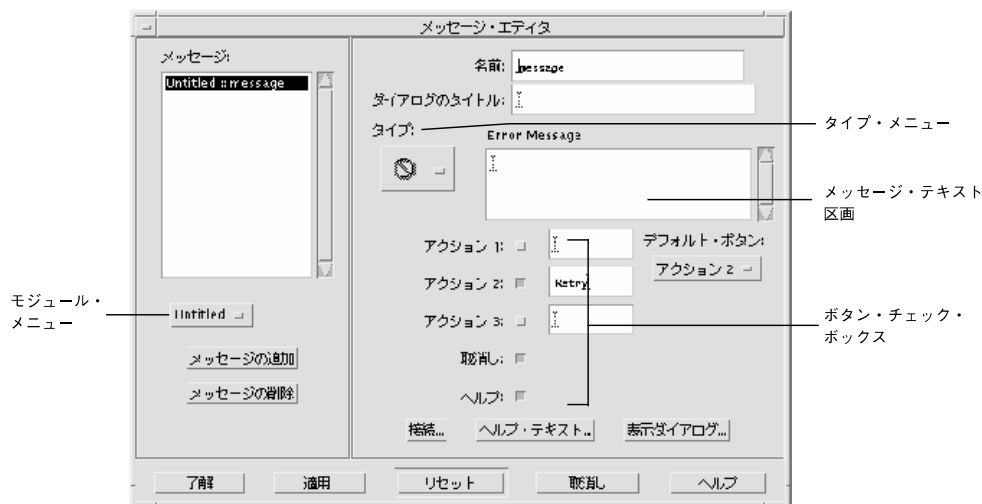 メッセージ・エディタ
メッセージ:
Untitled ::message
名前: message
ダイアログのタイトル:
タイプ:
Error Message
タイプ・メニュー
メッセージ・テキスト
区画
アクション 1:
デフォルト・ボタン:
アクション 2: Retry
アクション 2
アクション 3:
モジュール・
メニュー
Untitled
ボタン・チェック・
ボックス
メッセージの追加
取消し:
メッセージの削除
ヘルプ:
接続...
ヘルプ・テキスト...
表示ダイアログ...
了解
適用
リセット
取消し
ヘルプ